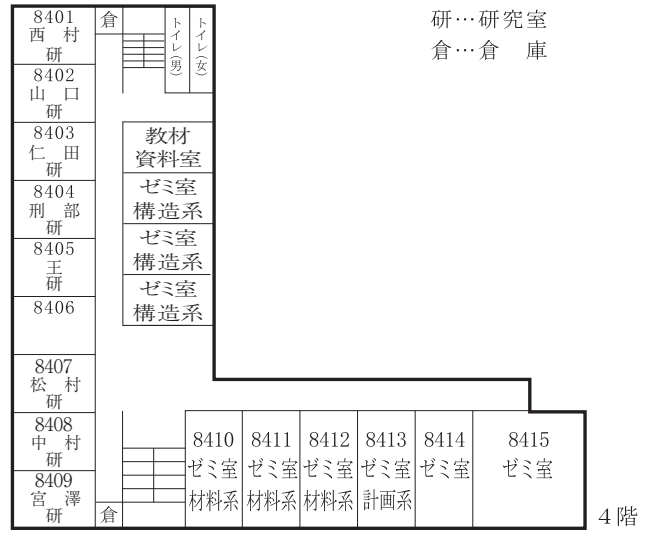 8401
西村
研
8402
山口
研
8403
仁田
研
8404
刑部
研
8405
王
研
8406
8407
松村
研
8408
中村
研
8409
宮澤
研
倉
トイレ(男)
トイレ(女)
教材
資料室
ゼミ室
構造系
ゼミ室
構造系
ゼミ室
構造系
倉
8410
ゼミ室
材料系
8411
ゼミ室
材料系
8412
ゼミ室
材料系
8413
ゼミ室
計画系
8414
ゼミ室
8415
ゼミ室
研…研究室
倉…倉庫
4階